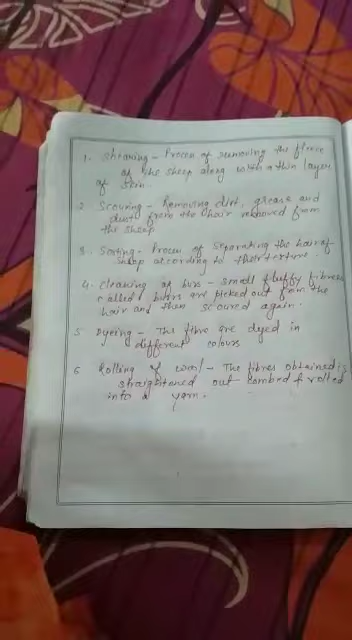 1. Shearing - Process of removing the fleece
of the sheep along with a thin layer
of skin.
2. Scouring - Removing dirt, grease and
dust from the hair removed from
the sheep
3. Sorting - Process of separating the hair of
sheep according to their texture.
4. Cleaning of burs - small fluffy fibres
called burrs are picked out from the
hair and then scoured again.
5 Dyeing - The fibre are dyed in
different colours
6 Rolling of wool - The fibres obtained is
straightened out combed & rolled
into a yarn.